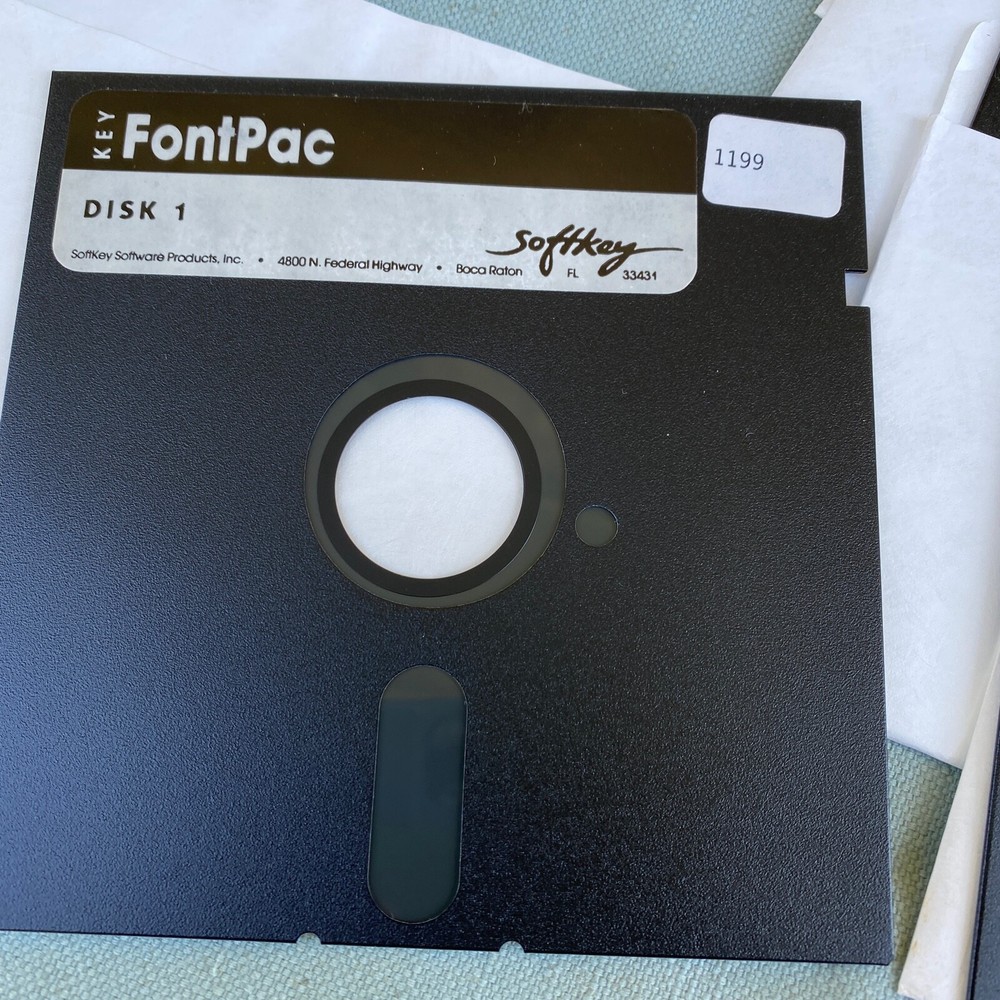 KEY
FontPac
1199
DISK 1
Softkey
SoftKey Software Products, Inc. • 4800 N. Federal Highway • Boca Raton FL 33431